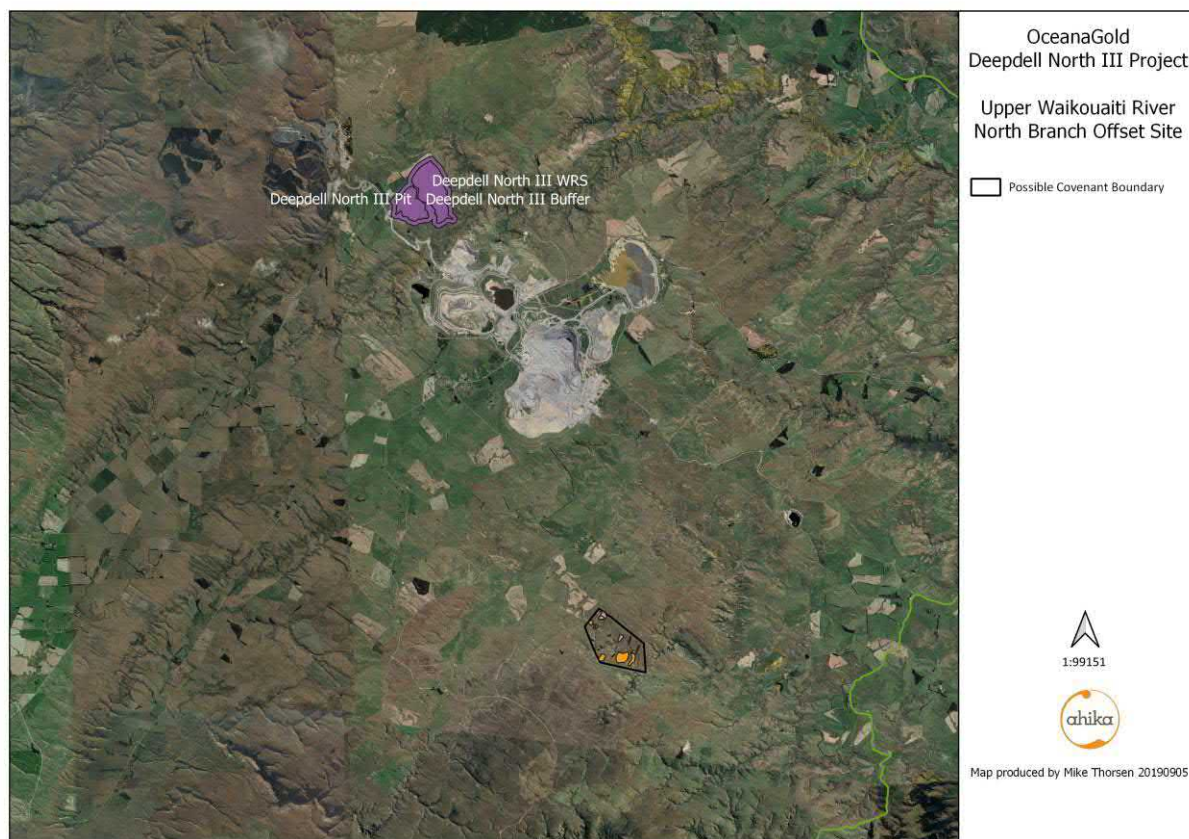 OceanaGold
Deepdell North III Project
Upper Waikouaiti River
North Branch Offset Site
Possible Covenant Boundary
Deepdell North III WRS
Deepdell North III Pit Deepdell North III Buffer
1:99151
ahika
Map produced by Mike Thorsen 20190905